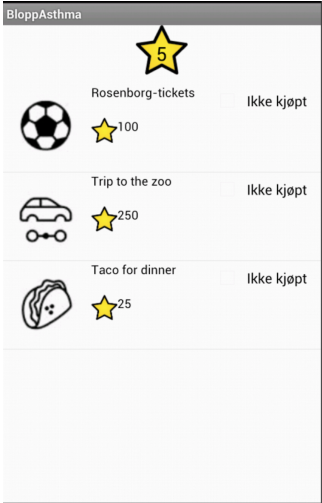 BloppAsthma
5
Rosenborg-tickets
Ikke kjøpt
100
Trip to the zoo
Ikke kjøpt
250
Taco for dinner
Ikke kjøpt
25